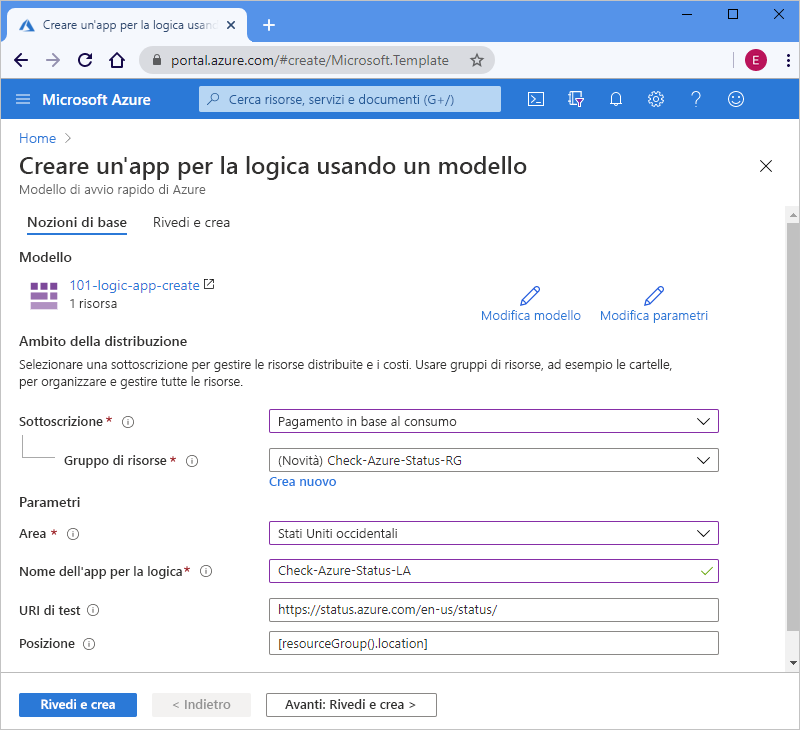 Creare un'app per la logica usand
portal.azure.com/#create/Microsoft.Template
E
Microsoft Azure
Cerca risorse, servizi e documenti (G+/)
Home
Creare un'app per la logica usando un modello
Modello di avvio rapido di Azure
Nozioni di base Rivedi e crea
Modello
101-logic-app-create
1 risorsa
Modifica modello Modifica parametri
Ambito della distribuzione
Selezionare una sottoscrizione per gestire le risorse distribuite e i costi. Usare gruppi di risorse, ad esempio le cartelle,
per organizzare e gestire tutte le risorse.
Sottoscrizione * Pagamento in base al consumo
Gruppo di risorse * (Novità) Check-Azure-Status-RG
Crea nuovo
Parametri
Area * Stati Uniti occidentali
Nome dell'app per la logica* Check-Azure-Status-LA
URI di test https://status.azure.com/en-us/status/
Posizione [resourceGroup().location]
Rivedi e crea < Indietro Avanti: Rivedi e crea >